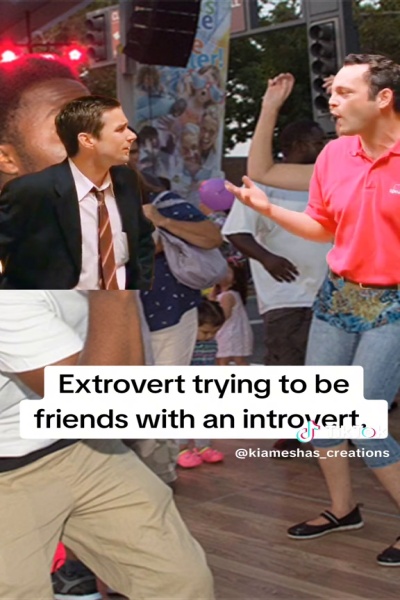 Extrovert trying to be
friends with an introvert.
@kiameshas_creations